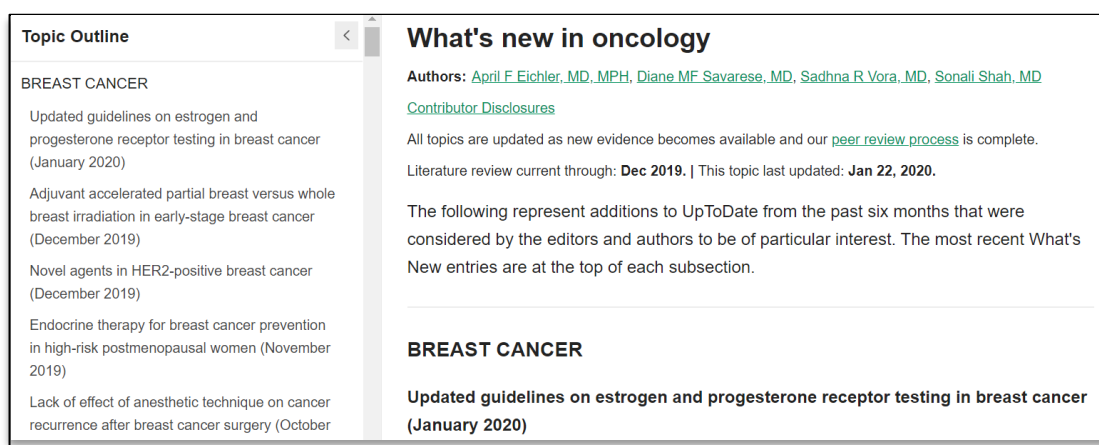 Topic Outline
BREAST CANCER
Updated guidelines on estrogen and
progesterone receptor testing in breast cancer
(January 2020)
Adjuvant accelerated partial breast versus whole
breast irradiation in early-stage breast cancer
(December 2019)
Novel agents in HER2-positive breast cancer
(December 2019)
Endocrine therapy for breast cancer prevention
in high-risk postmenopausal women (November
2019)
Lack of effect of anesthetic technique on cancer
recurrence after breast cancer surgery (October
What's new in oncology
Authors: April F Eichler, MD, MPH, Diane MF Savarese, MD, Sadhna R Vora, MD, Sonali Shah, MD
Contributor Disclosures
All topics are updated as new evidence becomes available and our peer review process is complete.
Literature review current through: Dec 2019. | This topic last updated: Jan 22, 2020.
The following represent additions to UpToDate from the past six months that were
considered by the editors and authors to be of particular interest. The most recent What's
New entries are at the top of each subsection.
BREAST CANCER
Updated guidelines on estrogen and progesterone receptor testing in breast cancer
(January 2020)